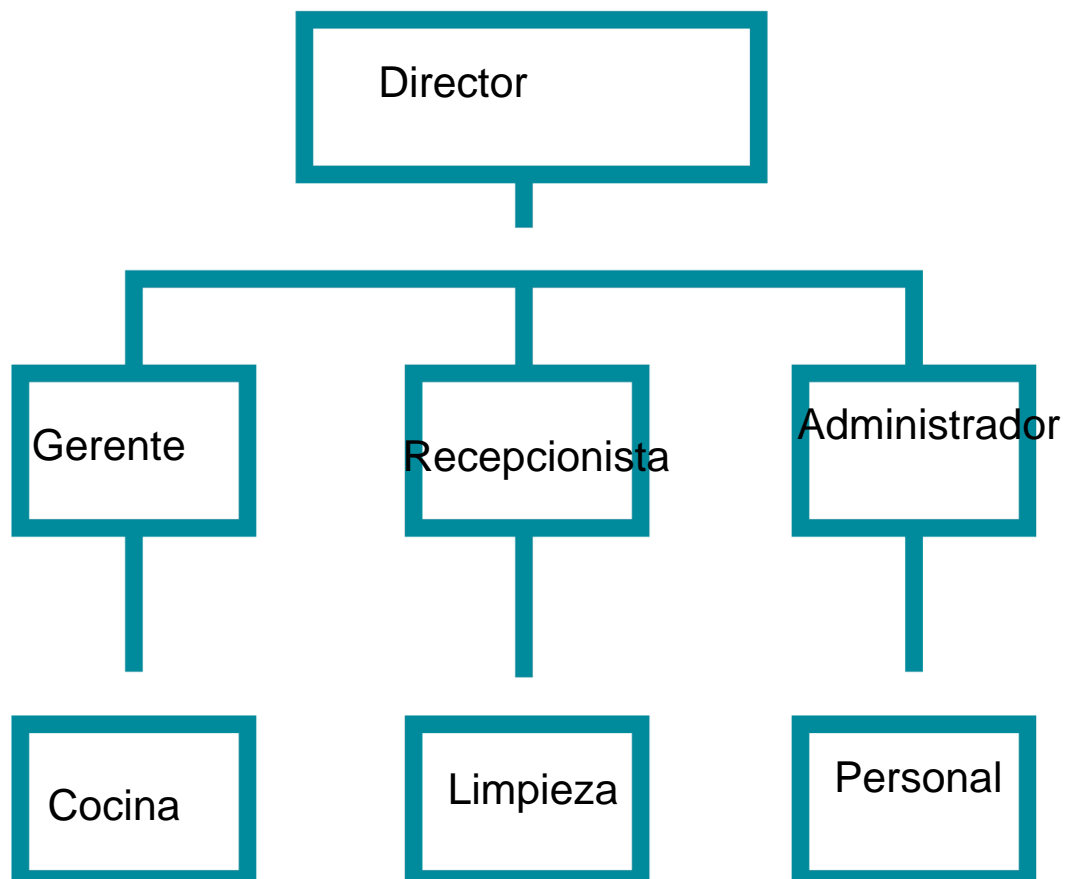 Director
Gerente
Recepcionista
Administrador
Cocina
Limpieza
Personal